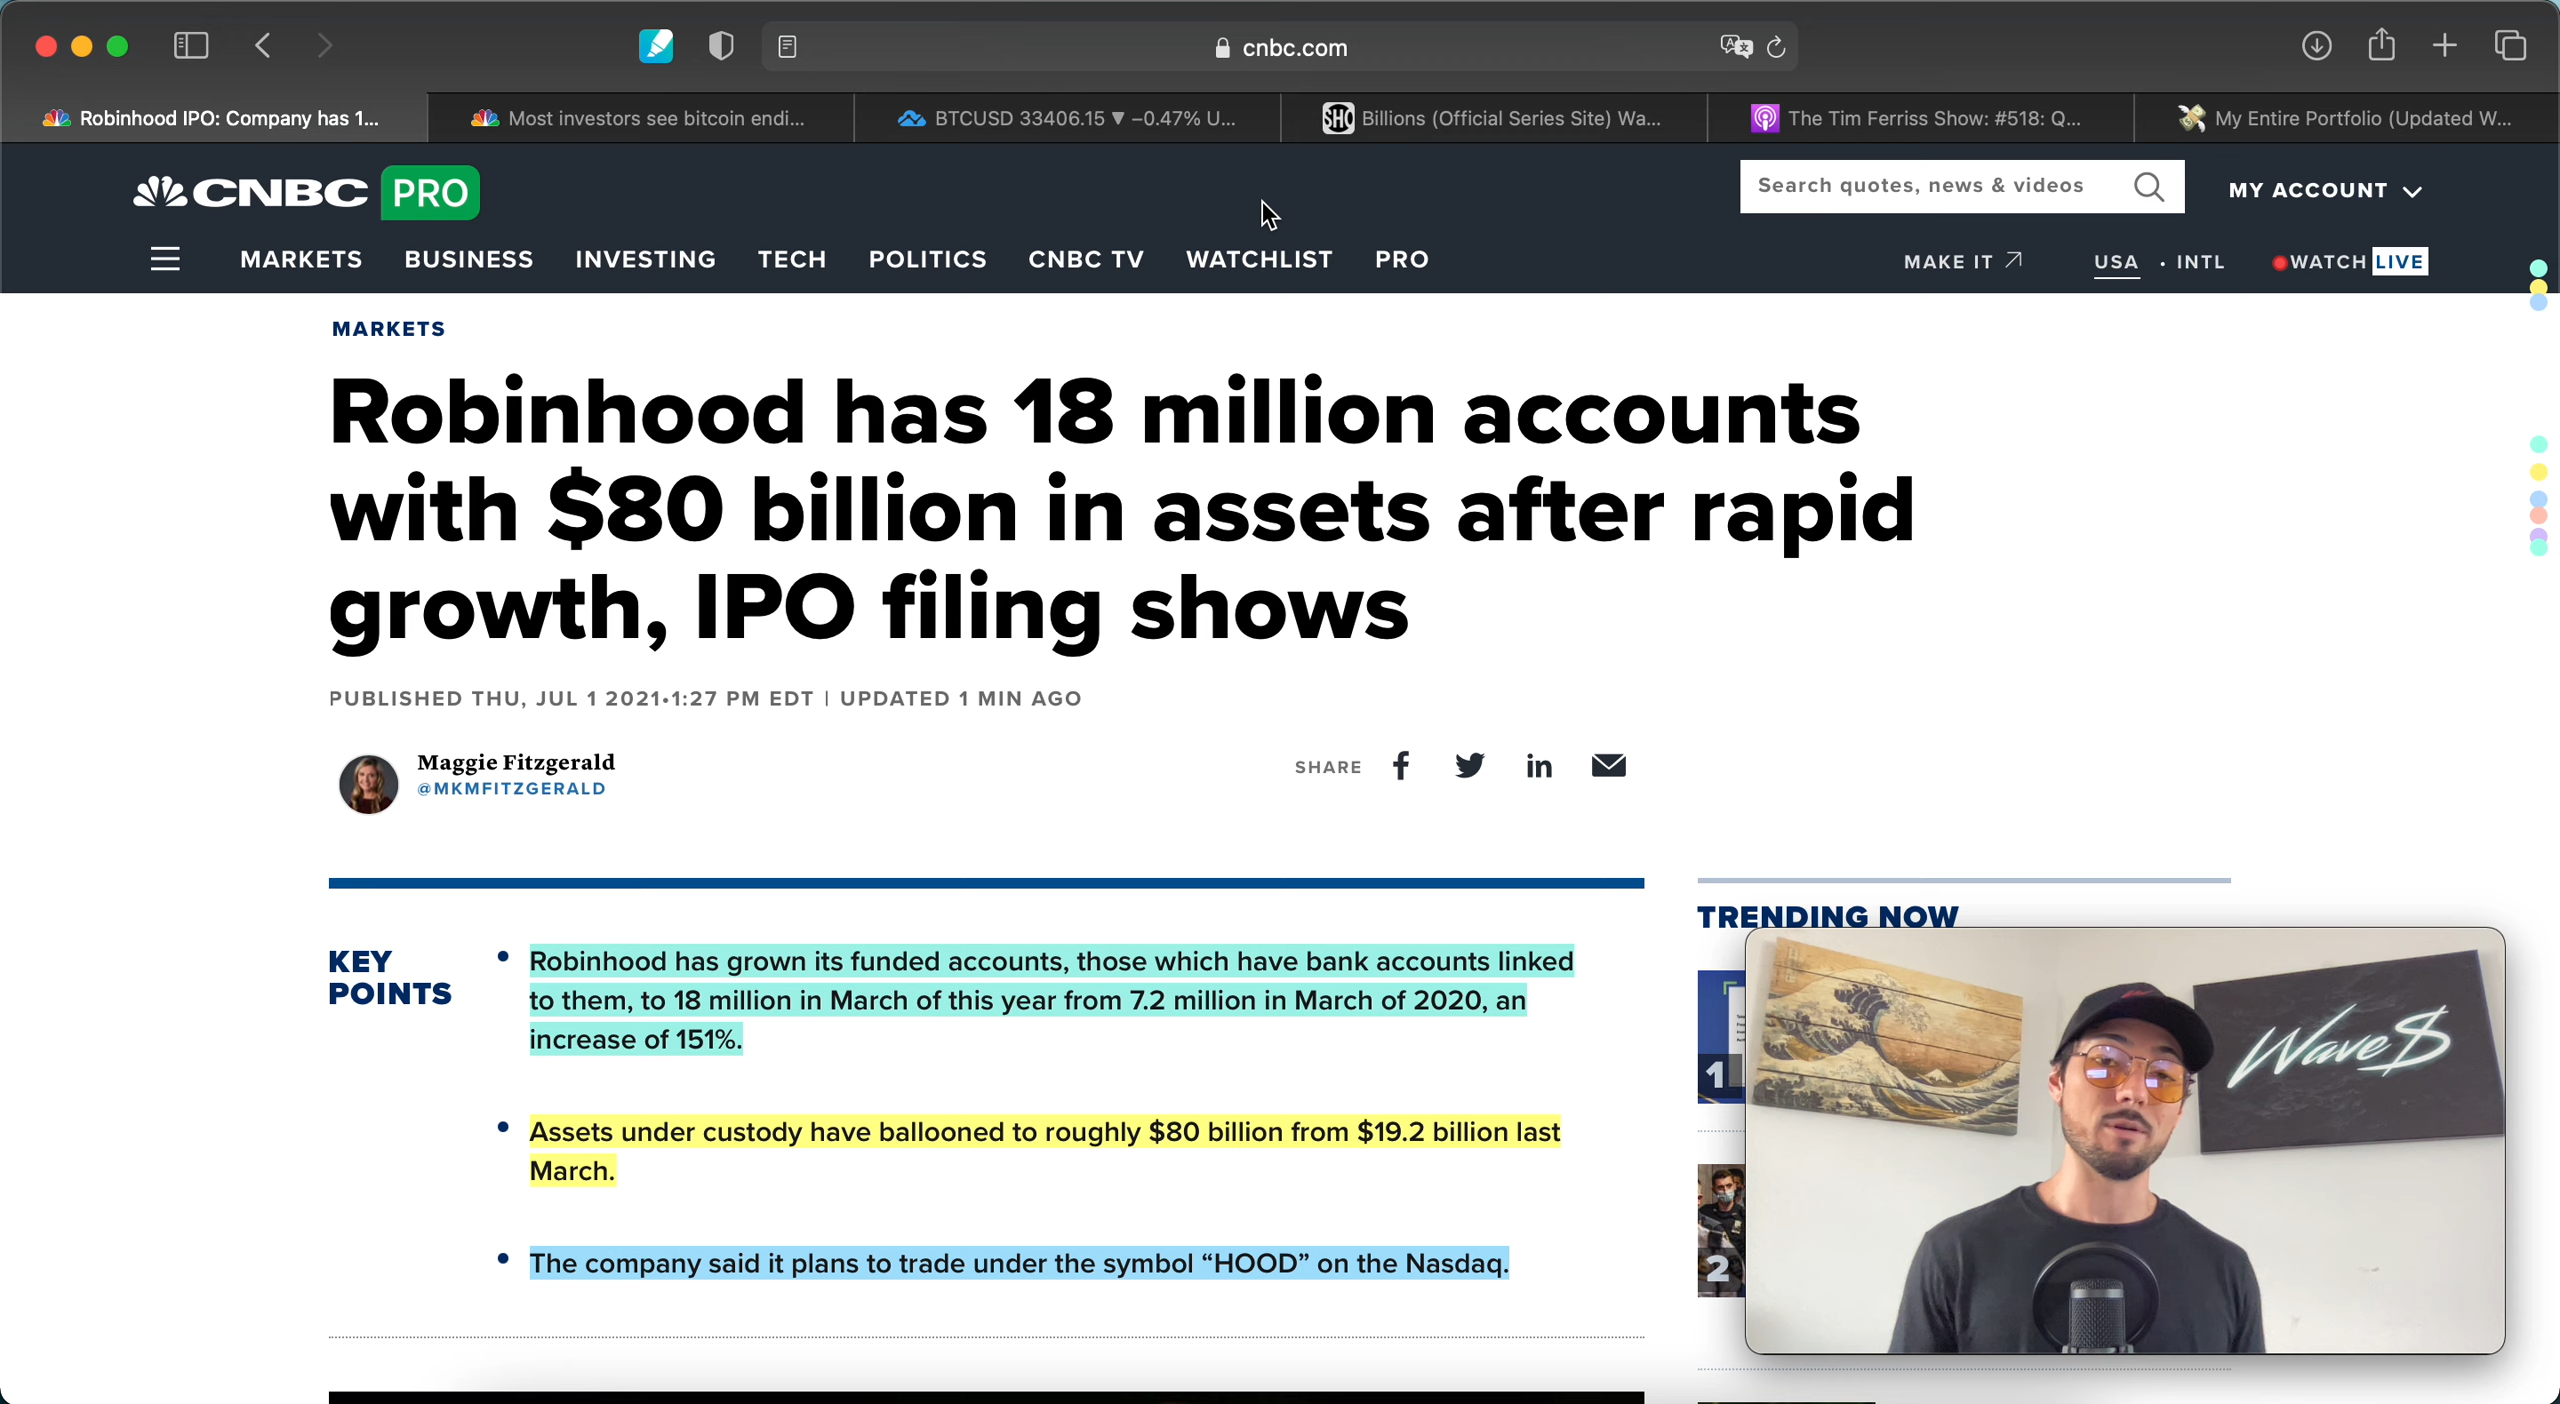 cnbc.com
Robinhood IPO: Company has 1...
Most investors see bitcoin endi...
BTCUSD 33406.15 ▼ −0.47% U...
SHO
Billions (Official Series Site) Wa...
The Tim Ferriss Show: #518: Q...
My Entire Portfolio (Updated W...
CNBC PRO
Search quotes, news & videos
MY ACCOUNT
MARKETS BUSINESS INVESTING TECH POLITICS CNBC TV WATCHLIST PRO
MAKE IT USA • INTL WATCH LIVE
MARKETS
Robinhood has 18 million accounts
with $80 billion in assets after rapid
growth, IPO filing shows
PUBLISHED THU, JUL 1 2021•1:27 PM EDT | UPDATED 1 MIN AGO
Maggie Fitzgerald
@MKMFITZGERALD
SHARE
KEY
POINTS
• Robinhood has grown its funded accounts, those which have bank accounts linked
to them, to 18 million in March of this year from 7.2 million in March of 2020, an
increase of 151%.
• Assets under custody have ballooned to roughly $80 billion from $19.2 billion last
March.
• The company said it plans to trade under the symbol “HOOD” on the Nasdaq.
TRENDING NOW
1
2
Wave$